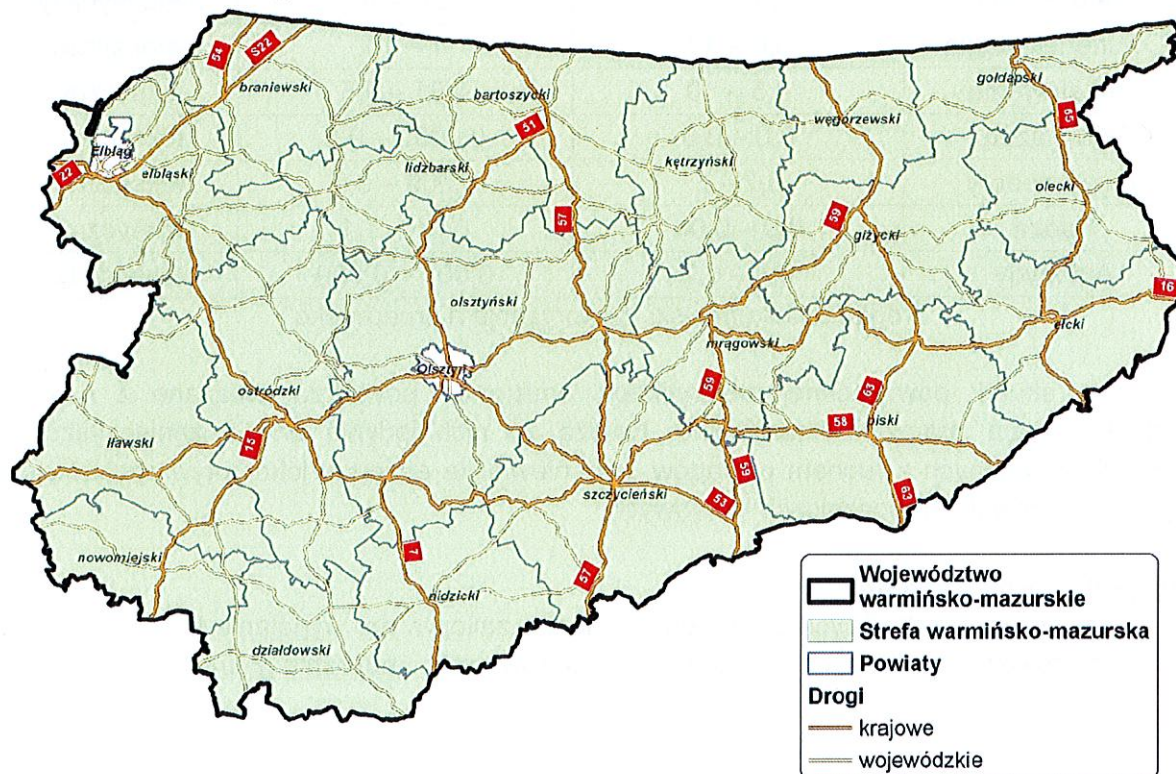 54
S22
braniewski
bartoszycki
gołdapski
węgorzewski
65
51
Elbląg
elbląski
22
lidzbarski
kętrzyński
olecki
57
59
giżycki
olsztyński
16
ełcki
mrągowski
Olsztyn
ostródzki
59
63
iławski
15
58
piski
szczycieński
59
53
63
nowomiejski
7
57
nidzicki
działdowski
Województwo
warmińsko-mazurskie
Strefa warmińsko-mazurska
Powiaty
Drogi
krajowe
wojewódzkie